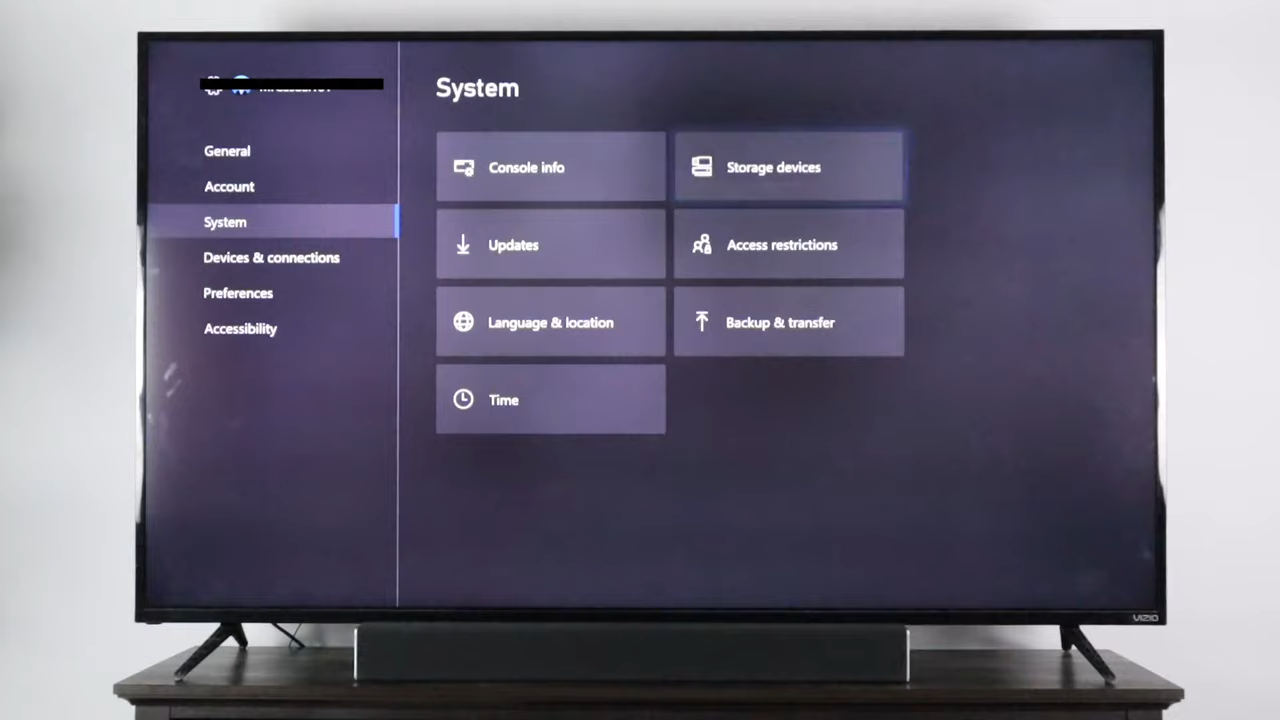 System
General
Account
System
Devices & connections
Preferences
Accessibility
Console info
Storage devices
Updates
Access restrictions
Language & location
Backup & transfer
Time
VIZIO